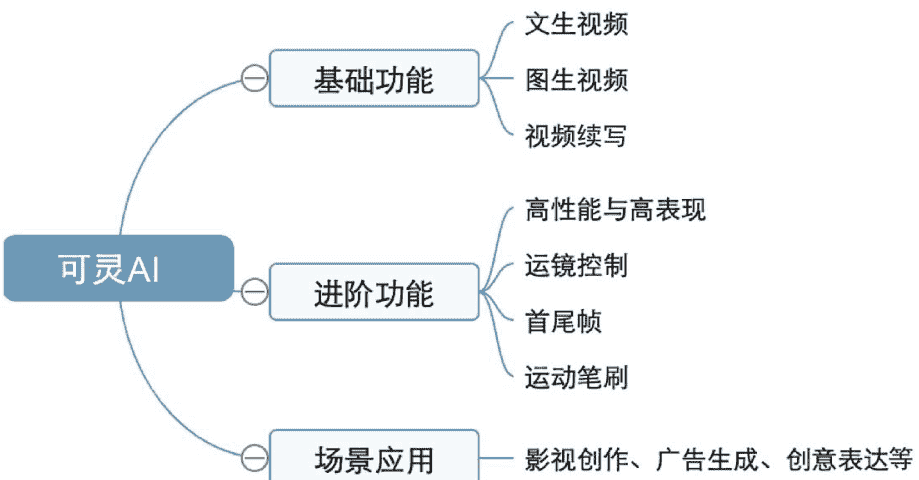 文生视频
基础功能
图生视频
视频续写
高性能与高表现
可灵AI
运镜控制
进阶功能
首尾帧
运动笔刷
场景应用
影视创作、广告生成、创意表达等